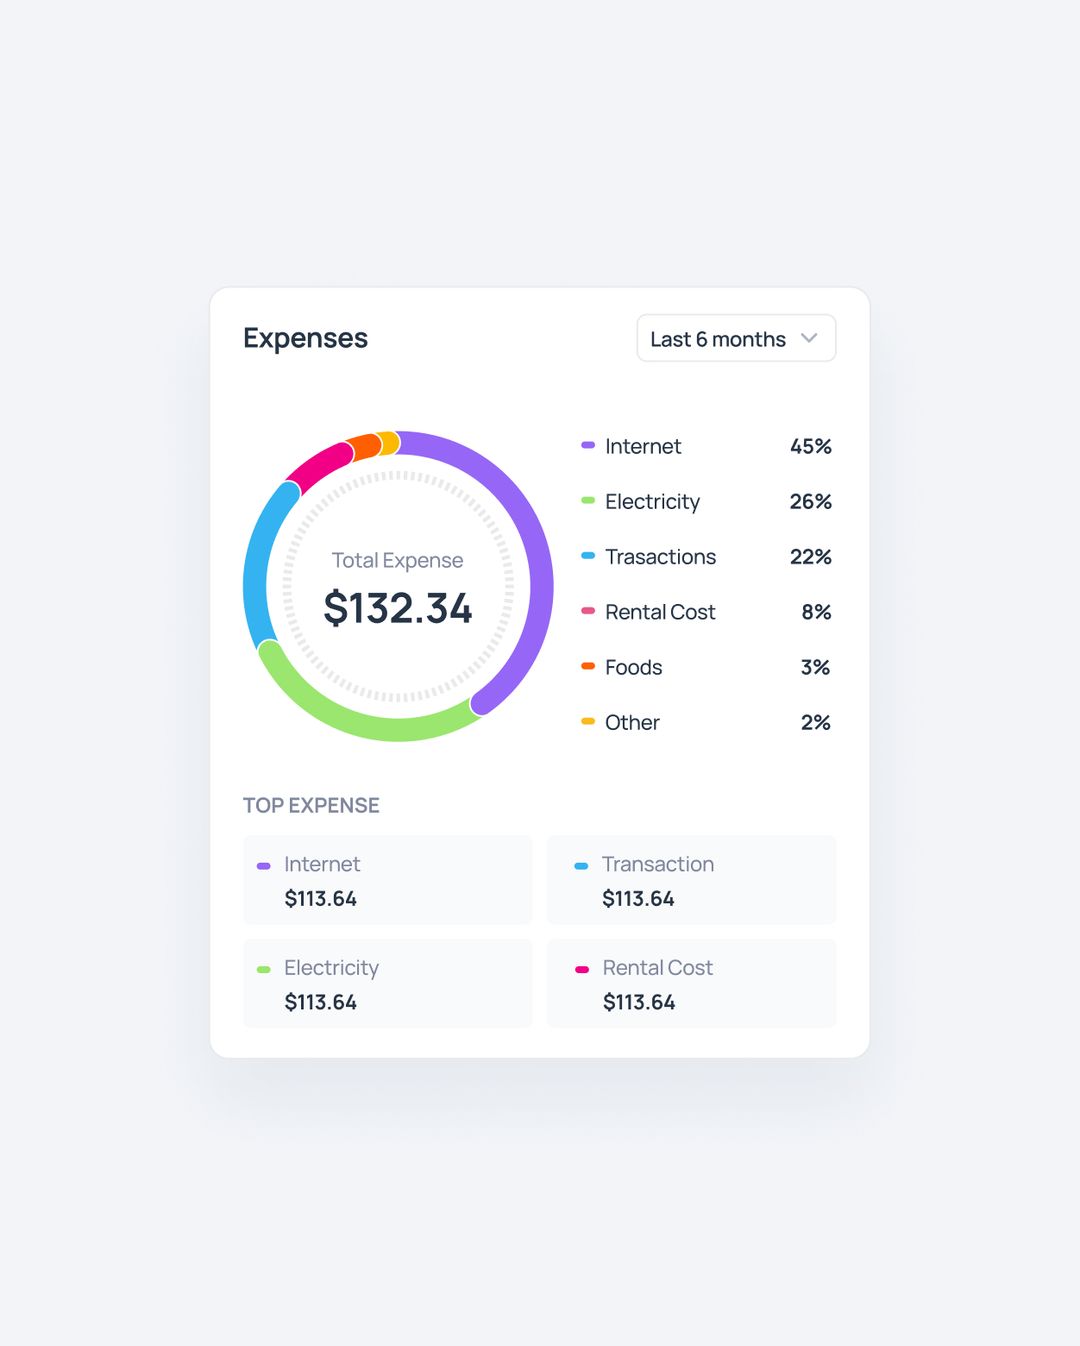 Expenses
Last 6 months
Total Expense
$132.34
Internet 45%
Electricity 26%
Trasactions 22%
Rental Cost 8%
Foods 3%
Other 2%
TOP EXPENSE
Internet
$113.64
Transaction
$113.64
Electricity
$113.64
Rental Cost
$113.64